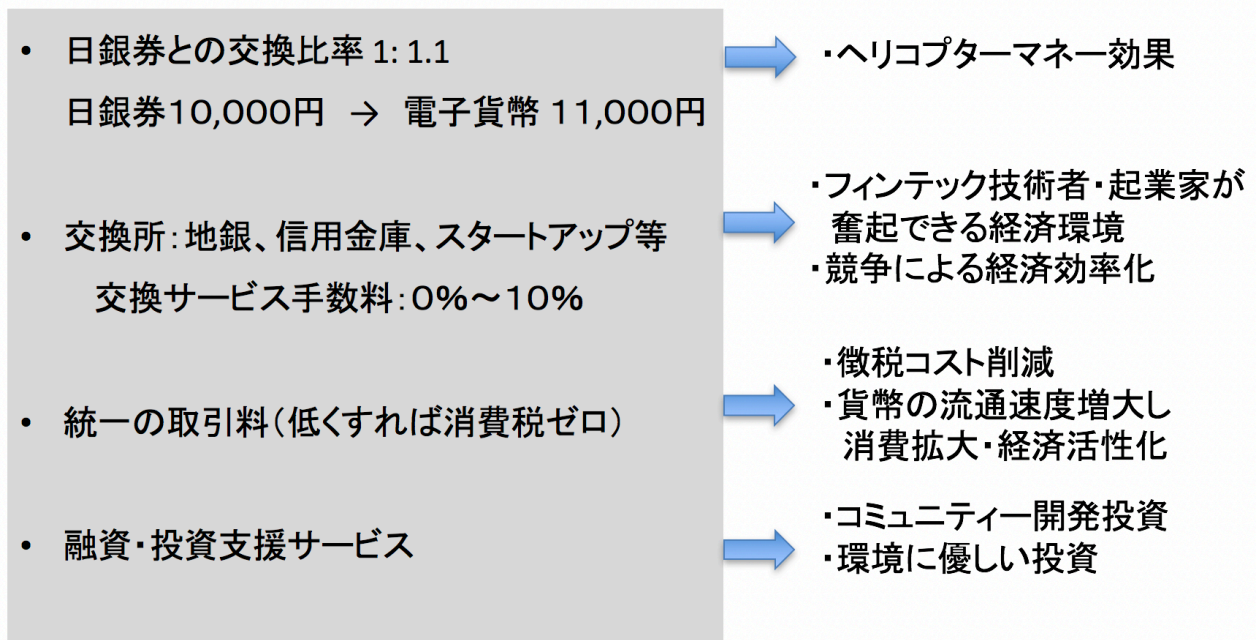 • 日銀券との交換比率 1: 1.1
日銀券10,000円 → 電子貨幣 11,000円
・ヘリコプターマネー効果
• 交換所:地銀、信用金庫、スタートアップ等
交換サービス手数料:0%~10%
・フィンテック技術者・起業家が
奮起できる経済環境
・競争による経済効率化
• 統一の取引料(低くすれば消費税ゼロ)
・徴税コスト削減
・貨幣の流通速度増大し
消費拡大・経済活性化
• 融資・投資支援サービス
・コミュニティー開発投資
・環境に優しい投資